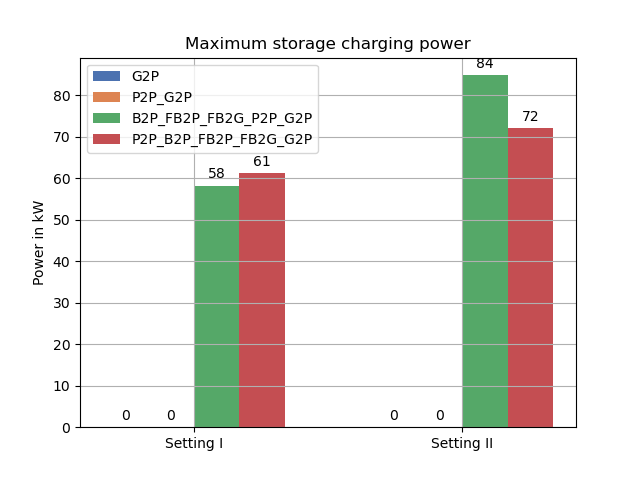 Maximum storage charging power
G2P
P2P_G2P
B2P_FB2P_FB2G_P2P_G2P
P2P_B2P_FB2P_FB2G_G2P
Power in kW
80
70
60
50
40
30
20
10
0
0
0
58
61
0
0
84
72
Setting I
Setting II